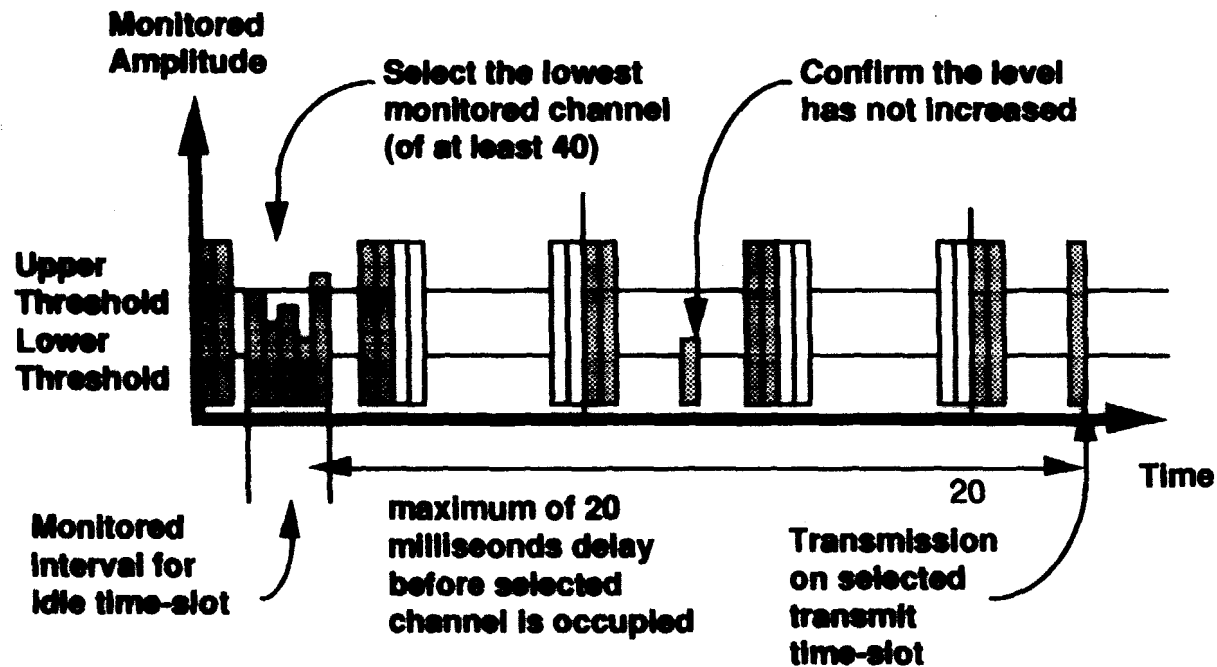 Monitored
Amplitude
Select the lowest
monitored channel
(of at least 40)
Confirm the level
has not increased
Upper
Threshold
Lower
Threshold
Time
20
Monitored
interval for
idle time-slot
maximum of 20
milliseonds delay
before selected
channel is occupied
Transmission
on selected
transmit
time-slot